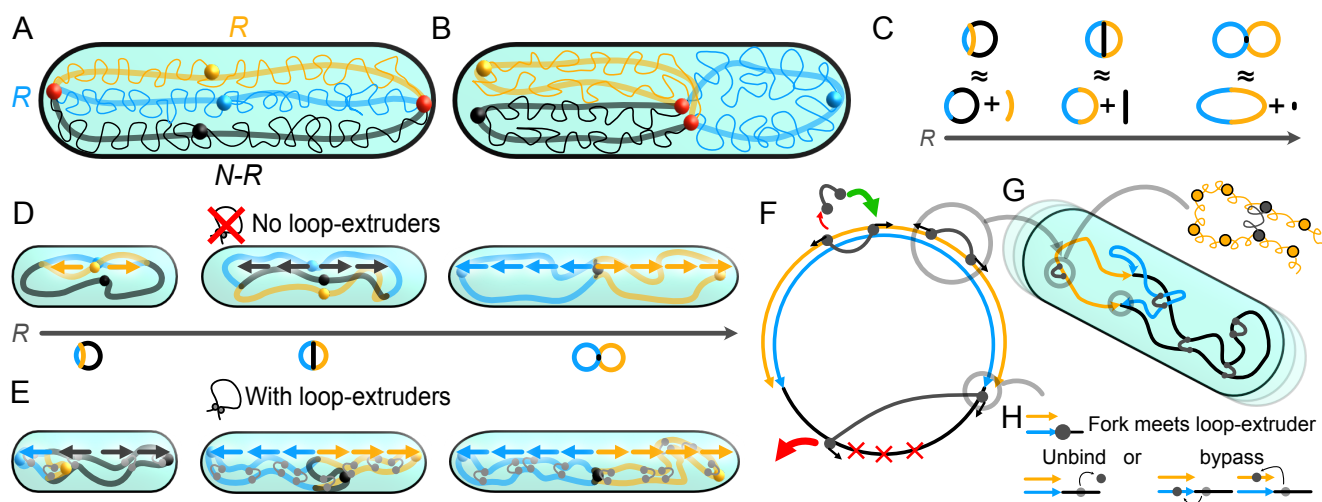 A
R
B
C
R
N-R
≈
≈
≈
+
+
+
R
D
No loop-extruders
R
E
With loop-extruders
F
G
H
Fork meets loop-extruder
Unbind or bypass